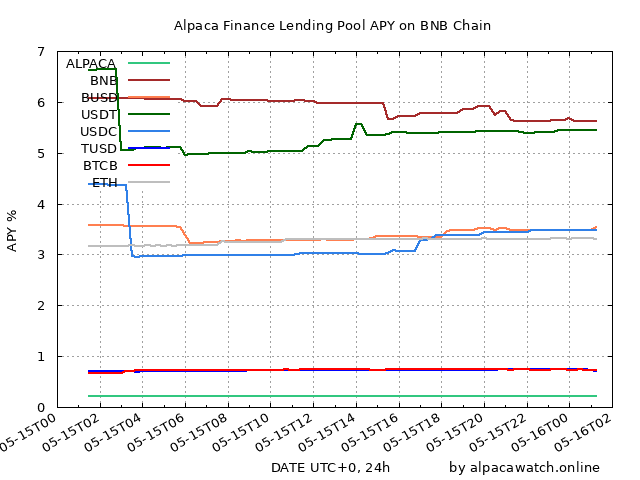 Alpaca Finance Lending Pool APY on BNB Chain
7
6
5
4
3
2
1
0
APY %
ALPACA
BNB
BUSD
USDT
USDC
TUSD
BTCB
ETH
05-15T00
05-15T02
05-15T04
05-15T06
05-15T08
05-15T10
05-15T12
05-15T14
05-15T16
05-15T18
05-15T20
05-15T22
05-16T00
05-16T02
DATE UTC+0, 24h
by alpacawatch.online